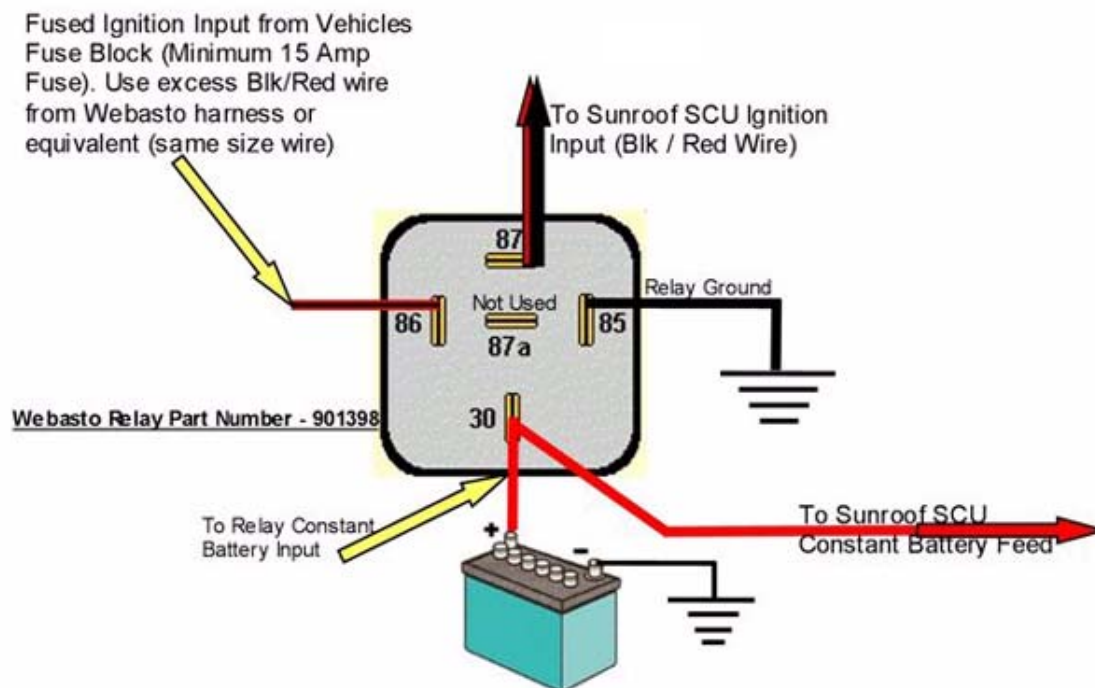 Fused Ignition Input from Vehicles
Fuse Block (Minimum 15 Amp
Fuse). Use excess Blk/Red wire
from Webasto harness or
equivalent (same size wire)
To Sunroof SCU Ignition
Input (Blk / Red Wire)
87
Not Used
86
87a
85
Relay Ground
30
Webasto Relay Part Number - 901398
To Relay Constant
Battery Input
+
-
To Sunroof SCU
Constant Battery Feed